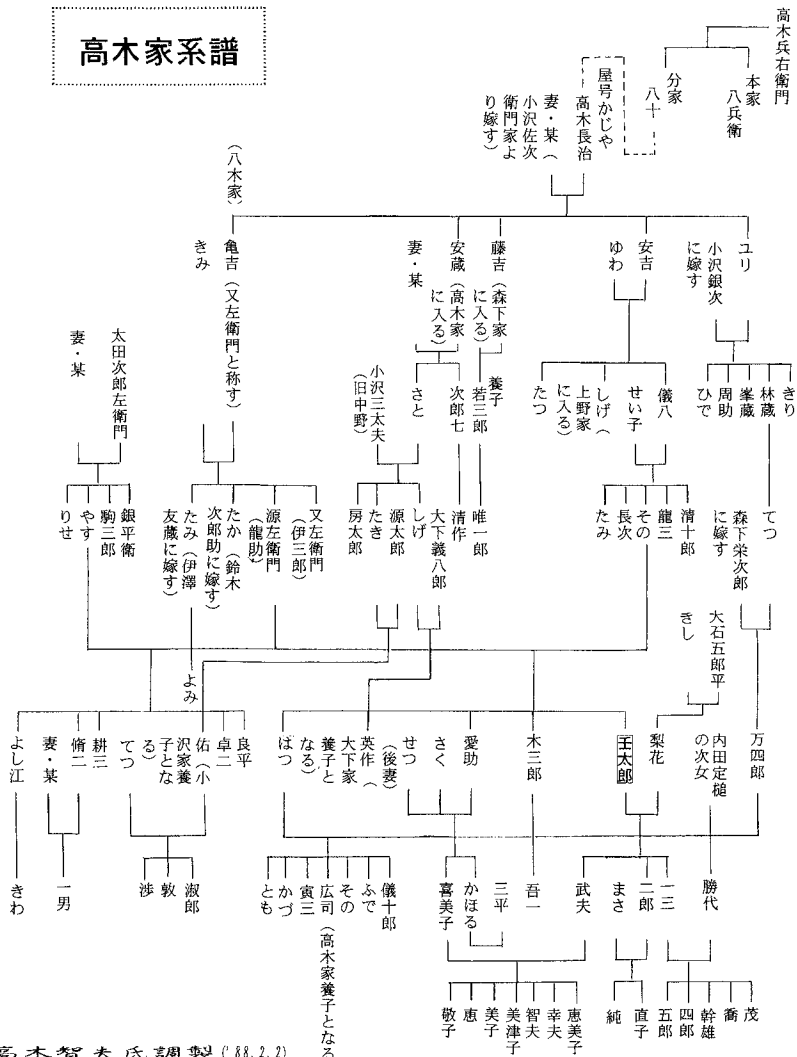 高木家系譜
高木兵右衛門
本家
八兵衛
分家
八十
屋号かじや
高木長治
妻・某(
小沢佐次
衛門家よ
り嫁す)
ユリ
小沢銀次
に嫁す
安吉
ゆわ
藤吉(森下家
に入る)
安蔵(高木家
に入る)
妻・某
(八木家)
亀吉(又左衛門と称す)
きみ
太田次郎左衛門
妻・某
きり
林蔵
峯蔵
周助
ひで
儀八
せい子
しげ(
上野家
に入る)
たつ
養子
若三郎
次郎七
さと
小沢三太夫
(旧中野)
てつ
森下栄次郎
に嫁す
清十郎
龍三
その
長次
たみ
唯一郎
清作
大下義八郎
しげ
源太郎
たき
房太郎
又左衛門
(伊三郎)
源左衛門
(龍助)
たか(鈴木
次郎助に嫁す)
たみ(伊澤
友蔵に嫁す)
よみ
銀平衛
駒三郎
やす
りせ
大石五郎平
きし
万四郎
内田定槌
の次女
梨花
壬太郎
木三郎
愛助
さく
せつ
(後妻)
英作(
大下家
養子と
なる)
はつ
良平
卓二
佑(小
沢家養
子とな
る)
てつ
耕三
脩二
妻・某
よし江
勝代
一三
二郎
まさ
武夫
吾一
三平
かほる
喜美子
儀十郎
ふで
その
広司(高木家養子となる
寅三
かづ
とも
淑郎
敦
渉
一男
きわ
茂
喬
幹雄
四郎
五郎
直子
純
恵美子
幸夫
智夫
美津子
美子
恵
敬子
高木智夫氏調製('88.2.2)